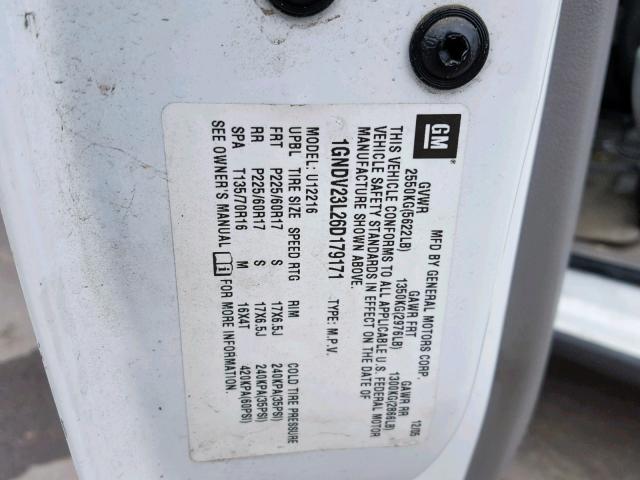 GM®
MFD BY GENERAL MOTORS CORP. 12/05
GVWR GAWR FRT GAWR RR
2550KG(5622LB) 1350KG(2976LB) 1300KG(2866LB)
THIS VEHICLE CONFORMS TO ALL APPLICABLE U.S. FEDERAL MOTOR
VEHICLE SAFETY STANDARDS IN EFFECT ON THE DATE OF
MANUFACTURE SHOWN ABOVE.
1GNDV23L26D179171 TYPE: M.P.V.
MODEL: U12216
UPBL TIRE SIZE SPEED RTG RIM COLD TIRE PRESSURE
FRT P225/60R17 S 17X6.5J 240KPA(35PSI)
RR P225/60R17 S 17X6.5J 240KPA(35PSI)
SPA T135/70R16 M 16X4T 420KPA(60PSI)
SEE OWNER'S MANUAL FOR MORE INFORMATION.